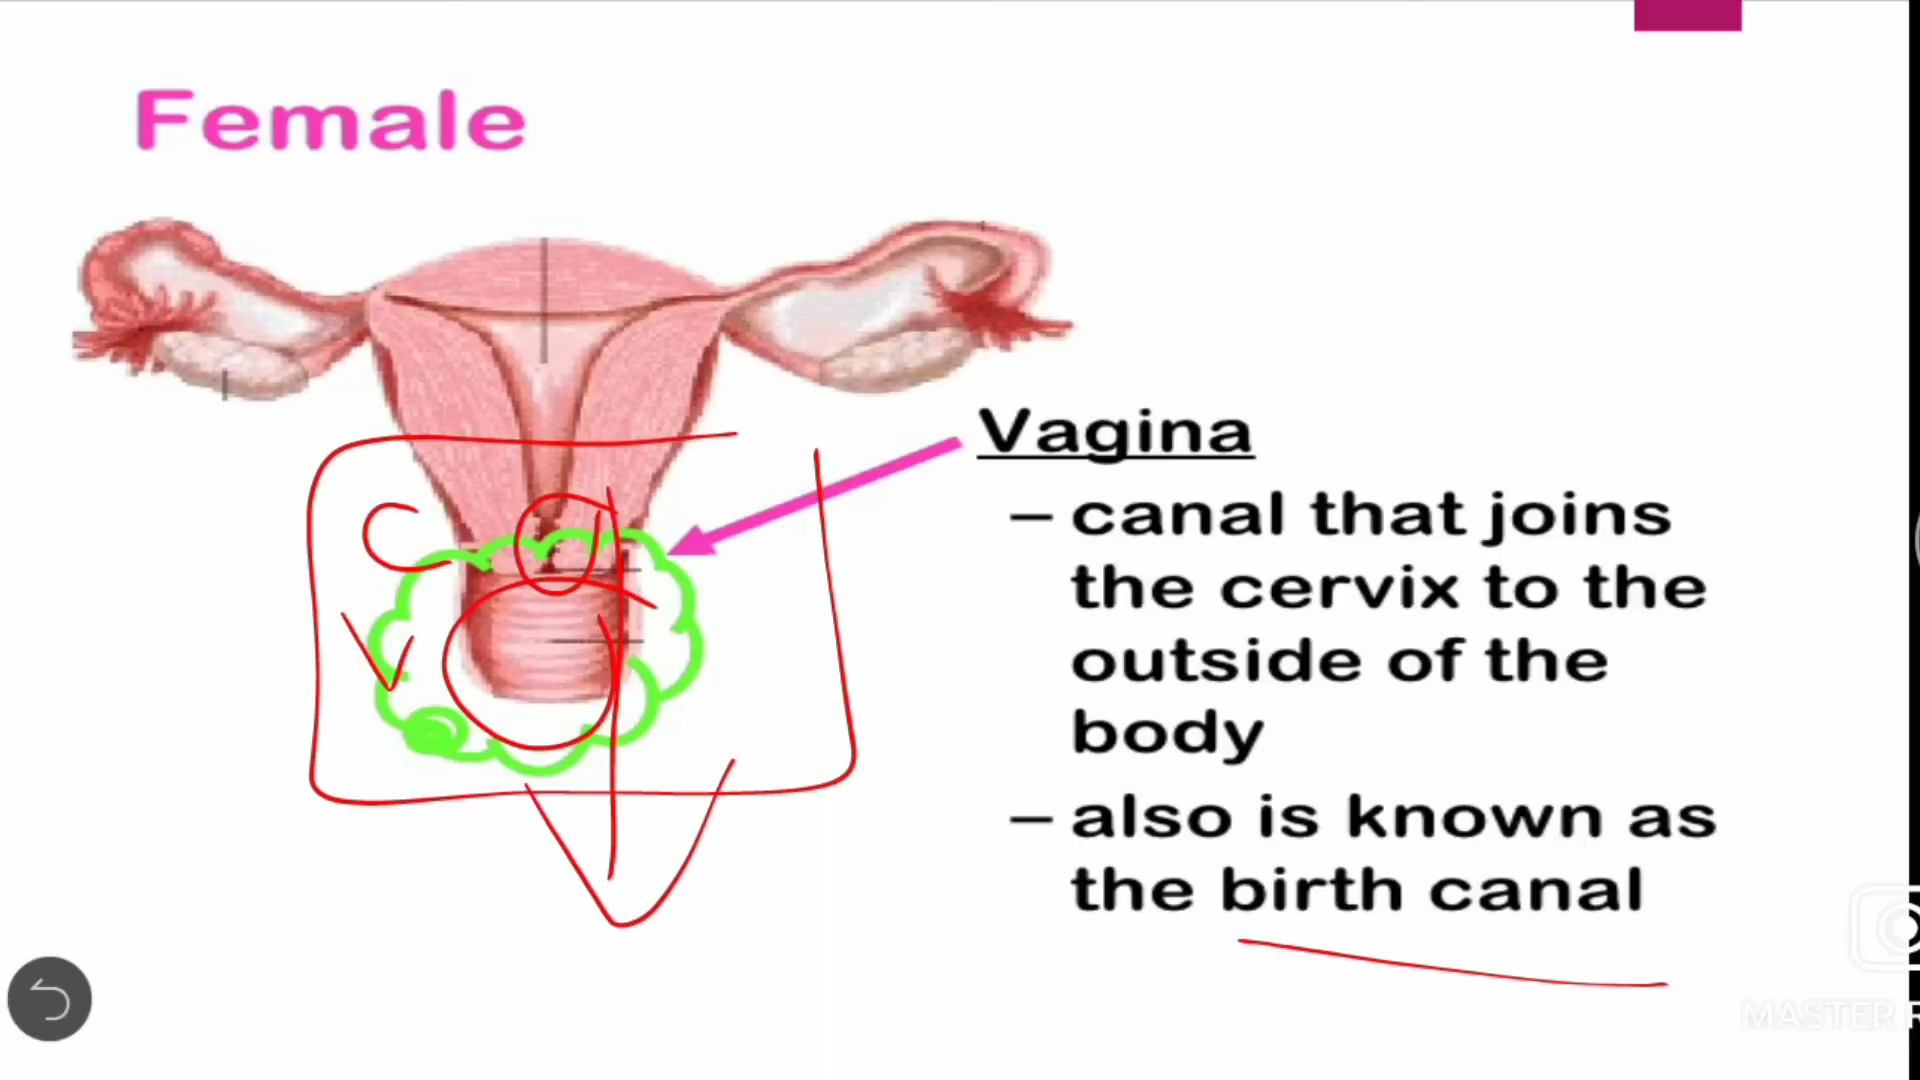 Female
Vagina
– canal that joins
the cervix to the
outside of the
body
– also is known as
the birth canal
C
V
MASTER R